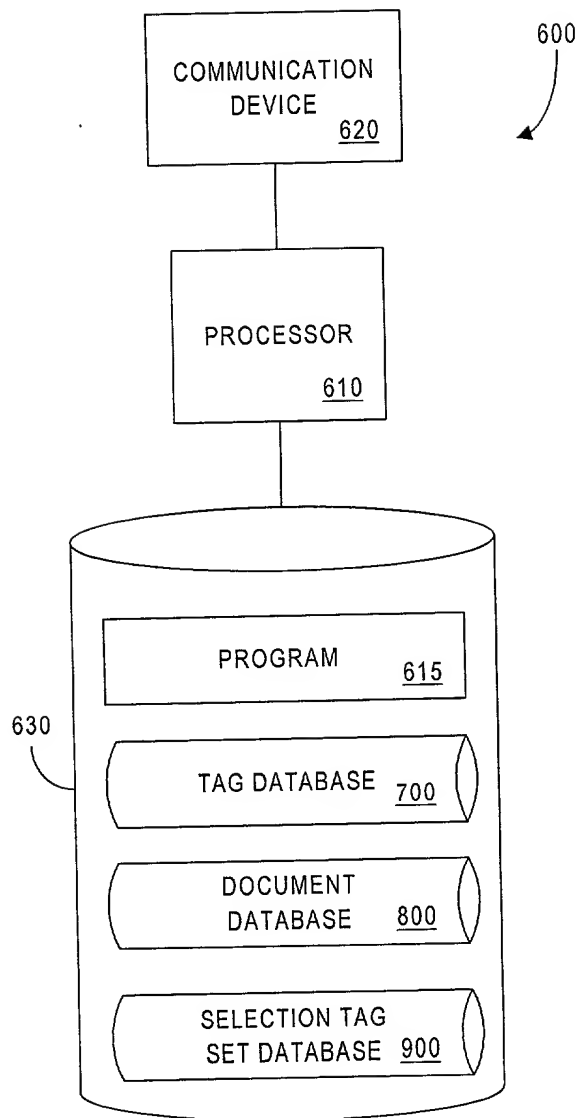 600
COMMUNICATION
DEVICE
620
PROCESSOR
610
PROGRAM
615
630
TAG DATABASE 700
DOCUMENT
DATABASE 800
SELECTION TAG
SET DATABASE 900